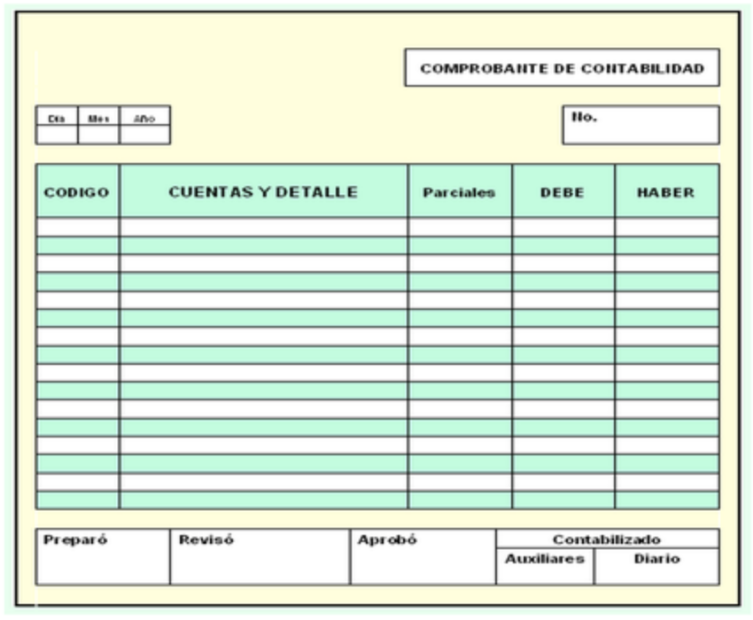 COMPROBANTE DE CONTABILIDAD
Día Mes Año
No.
CODIGO CUENTAS Y DETALLE Parciales DEBE HABER
Preparó Revisó Aprobó Contabilizado
Auxiliares Diario